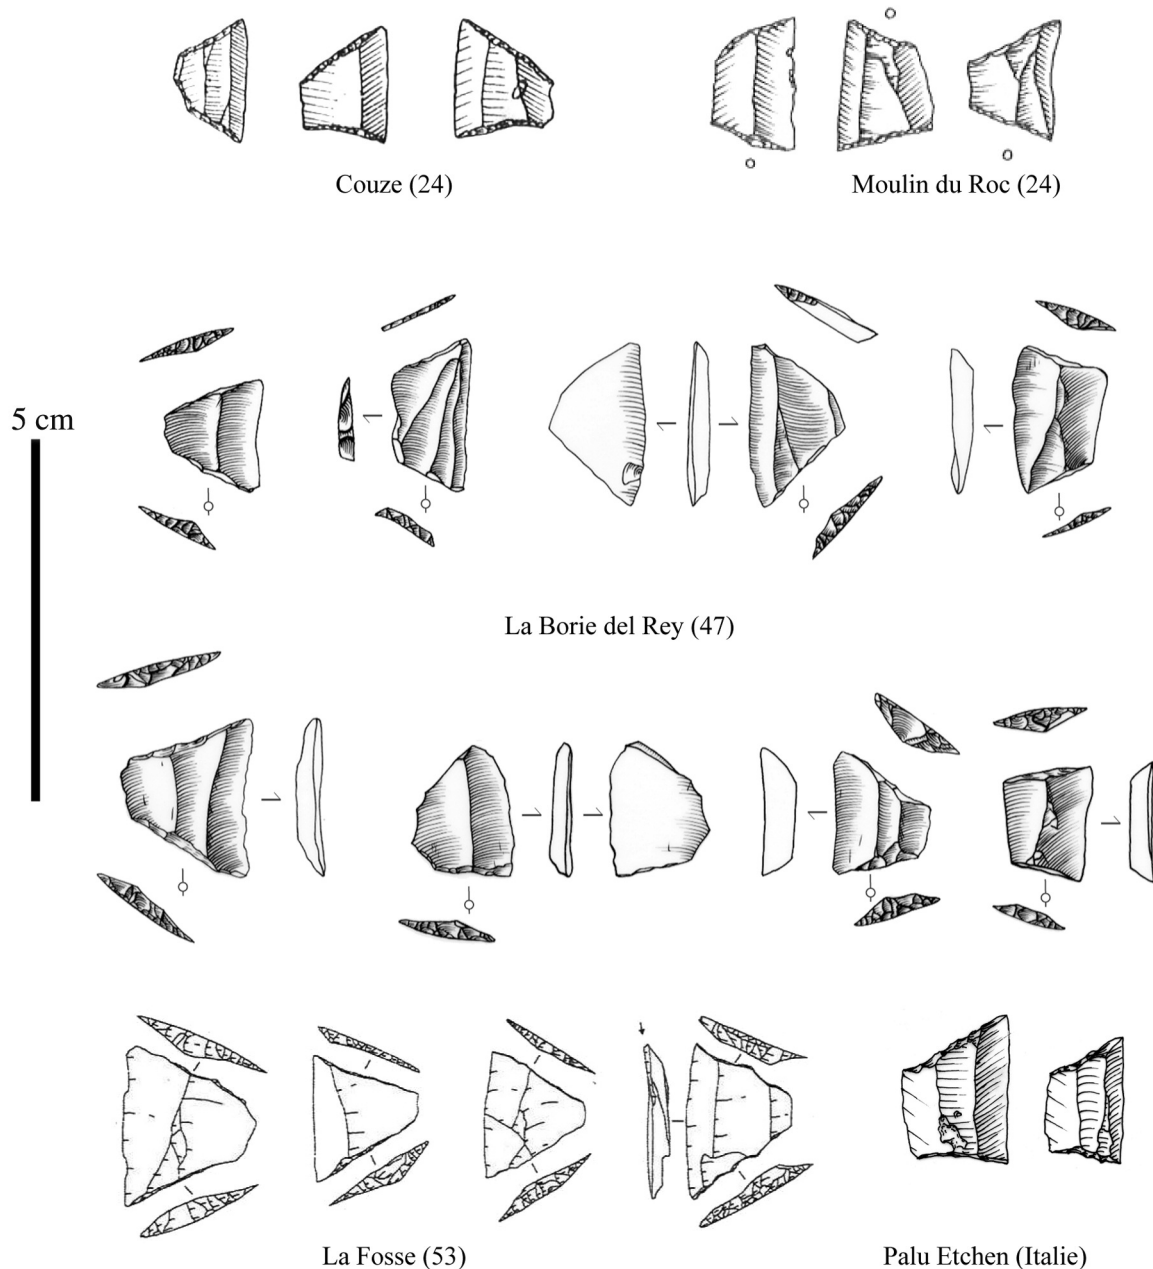 Couze (24)
Moulin du Roc (24)
5 cm
La Borie del Rey (47)
La Fosse (53)
Palu Etchen (Italie)